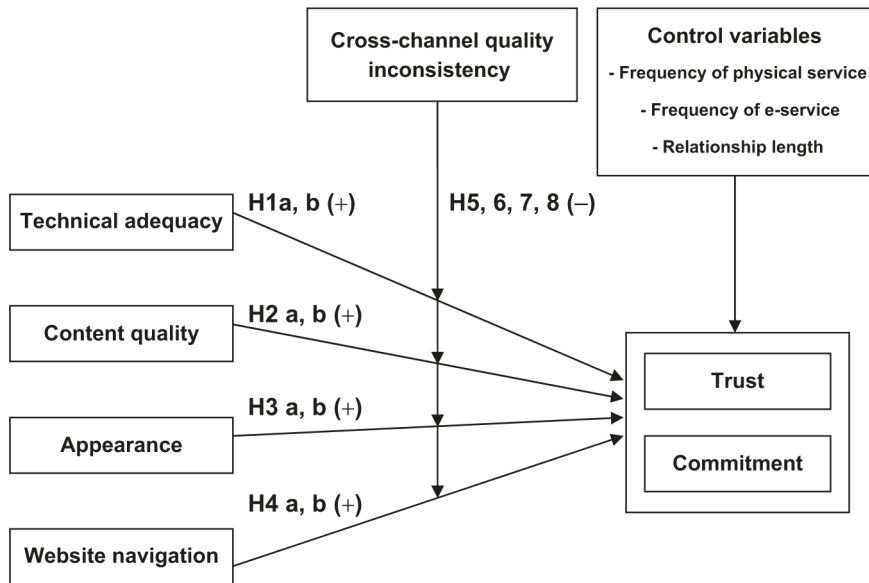 Cross-channel quality
inconsistency
Control variables
- Frequency of physical service
- Frequency of e-service
- Relationship length
H1a, b (+)
H5, 6, 7, 8 (−)
Technical adequacy
H2 a, b (+)
Content quality
Trust
H3 a, b (+)
Appearance
Commitment
H4 a, b (+)
Website navigation